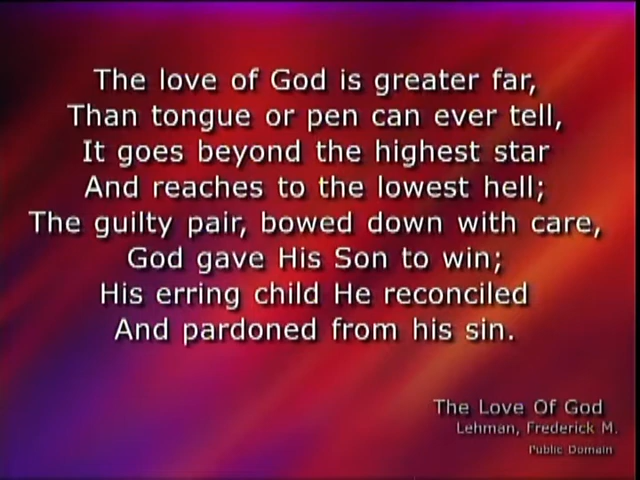 The love of God is greater far,
Than tongue or pen can ever tell,
It goes beyond the highest star
And reaches to the lowest hell;
The guilty pair, bowed down with care,
God gave His Son to win;
His erring child He reconciled
And pardoned from his sin.
The Love Of God
Lehman, Frederick M.
Public Domain